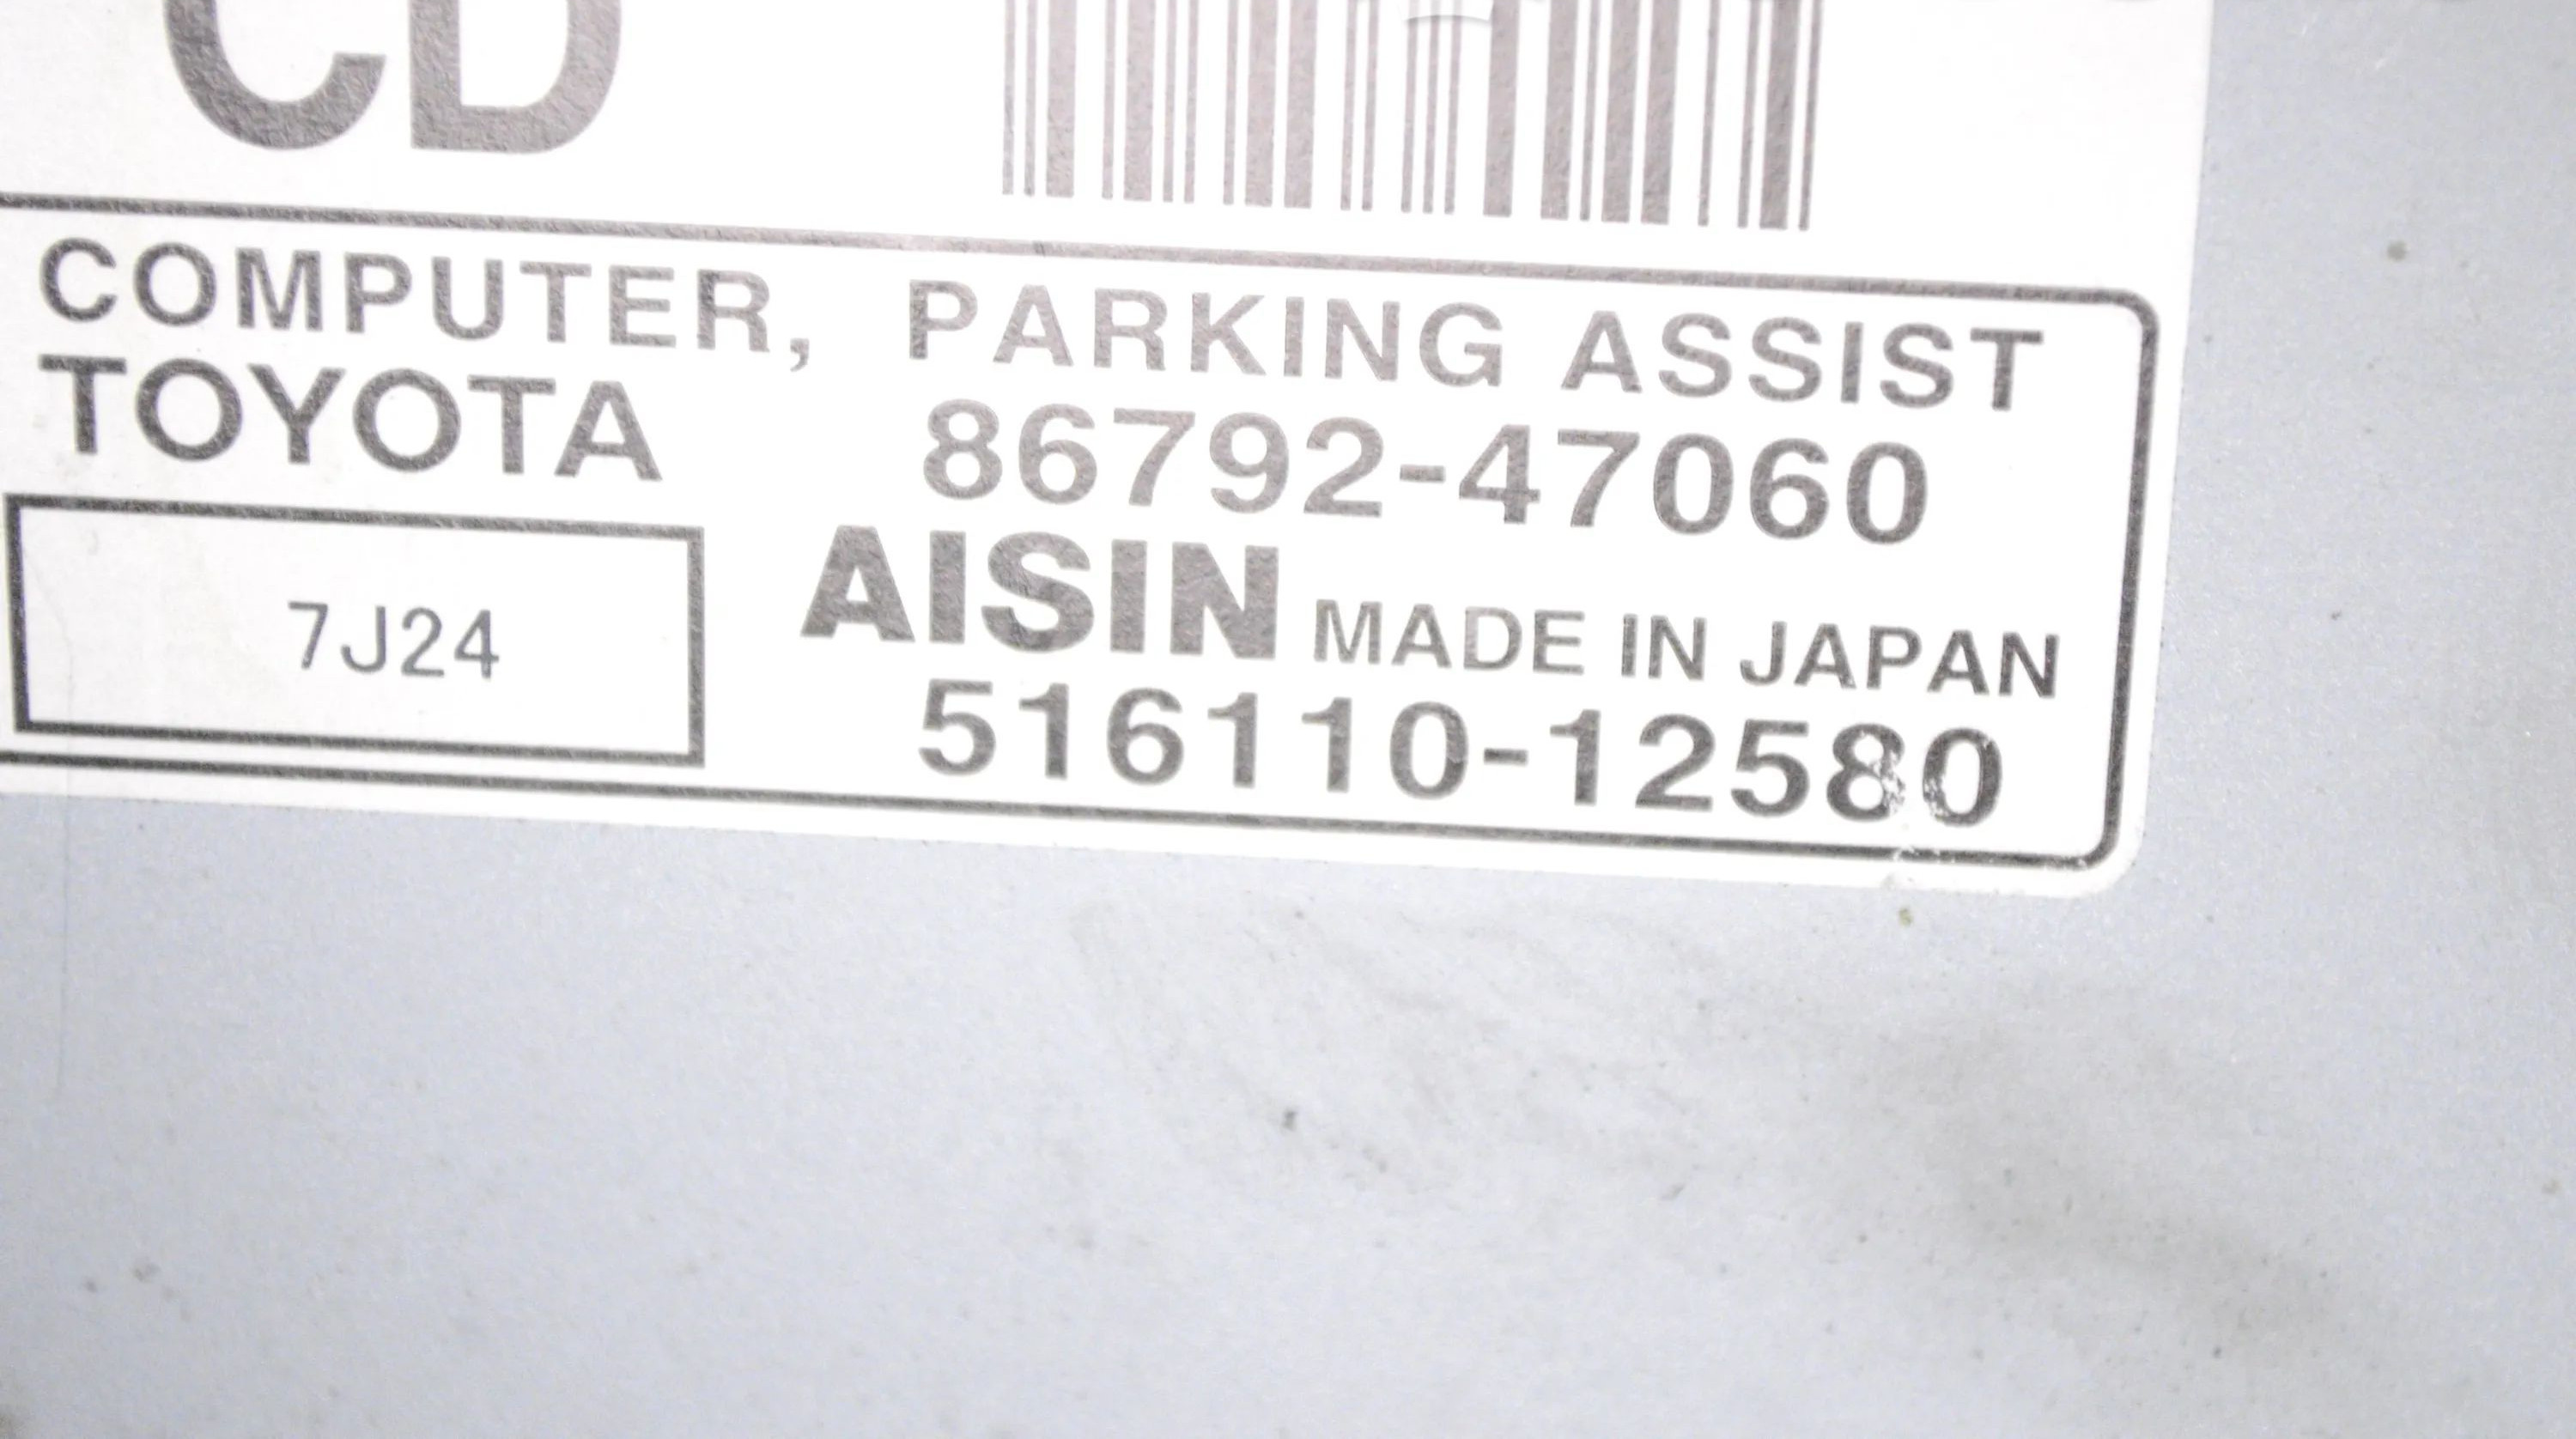 CD
COMPUTER, PARKING ASSIST
TOYOTA 86792-47060
AISIN MADE IN JAPAN
7J24
516110-12580